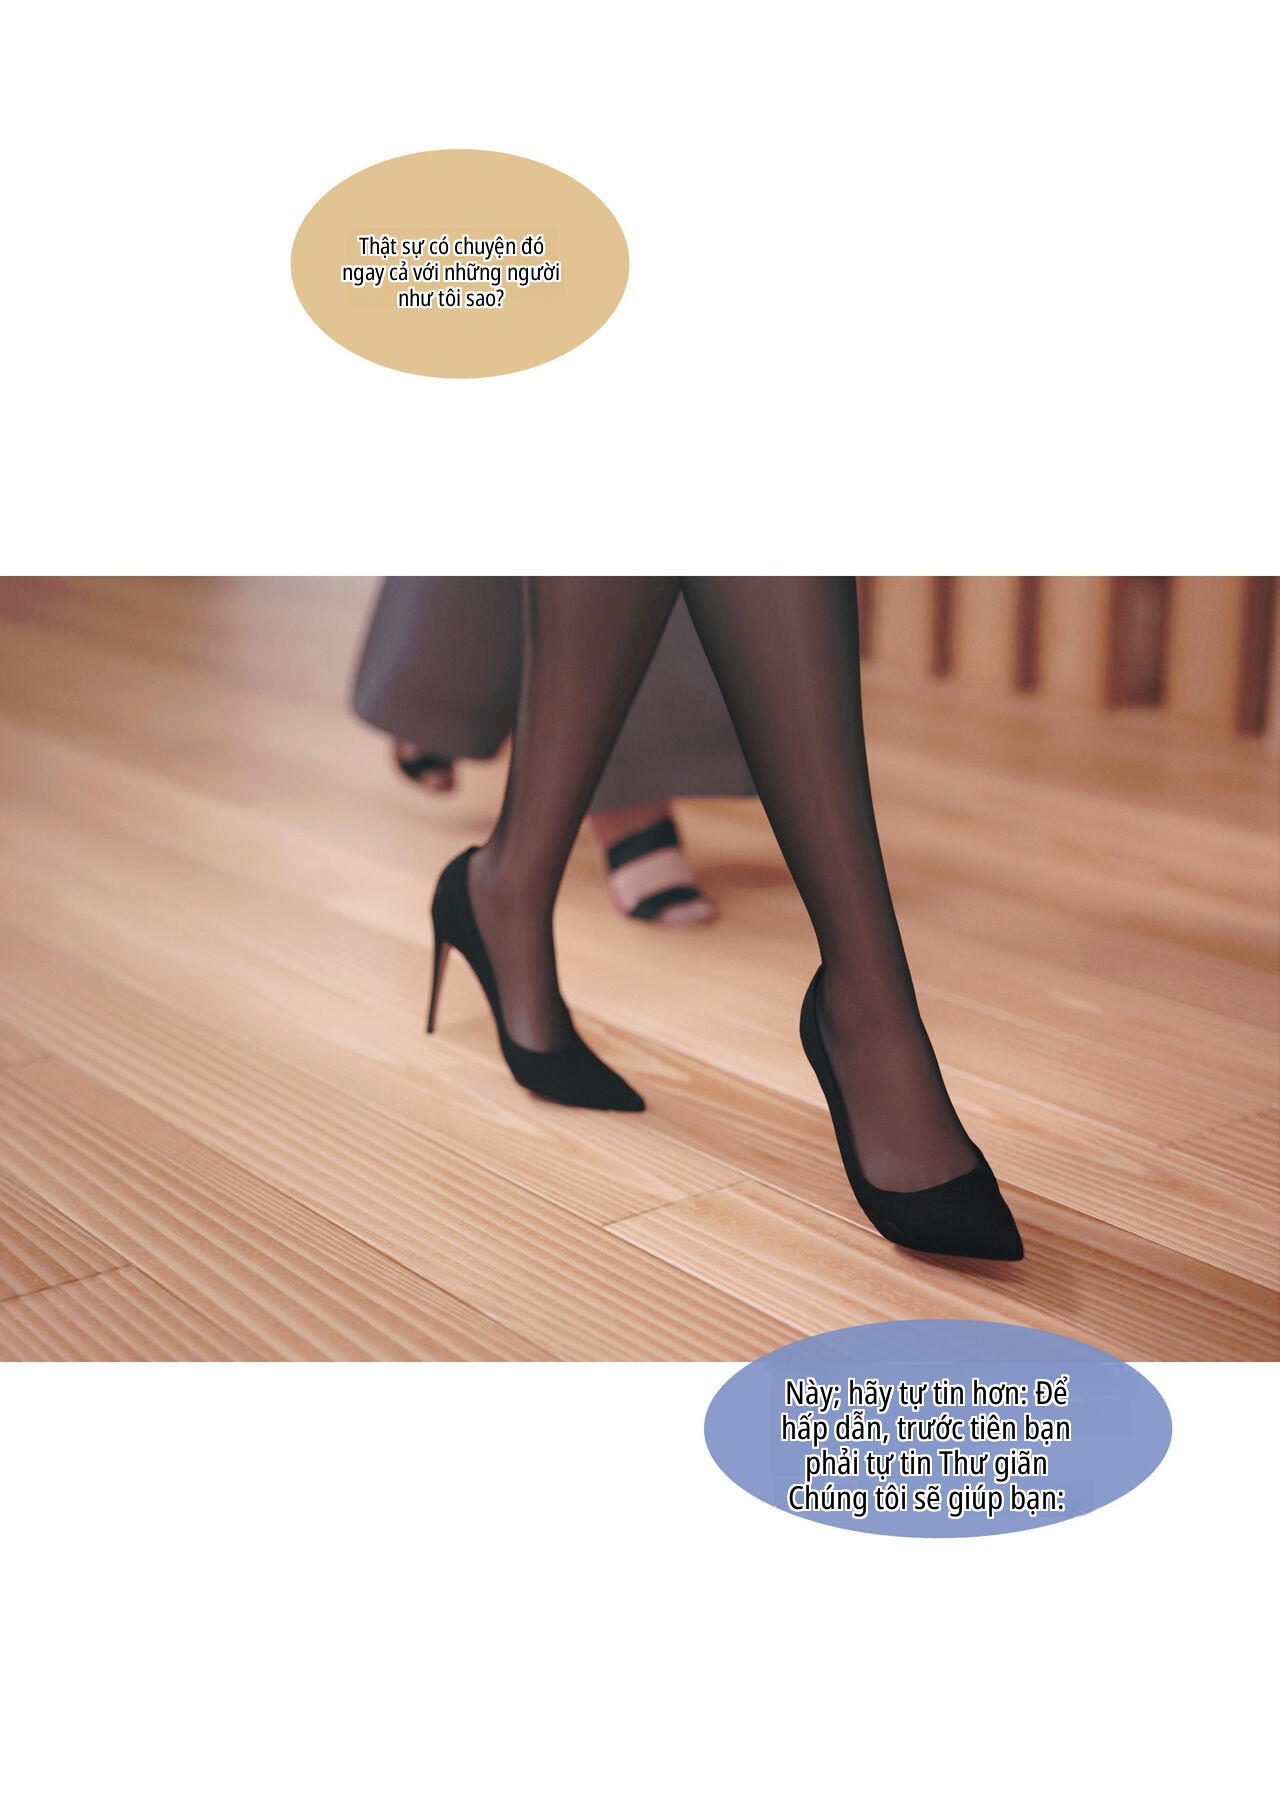 Thật sự có chuyện đó
ngay cả với những người
như tôi sao?
Này; hãy tự tin hơn: Để
hấp dẫn, trước tiên bạn
phải tự tin Thư giãn
Chúng tôi sẽ giúp bạn: